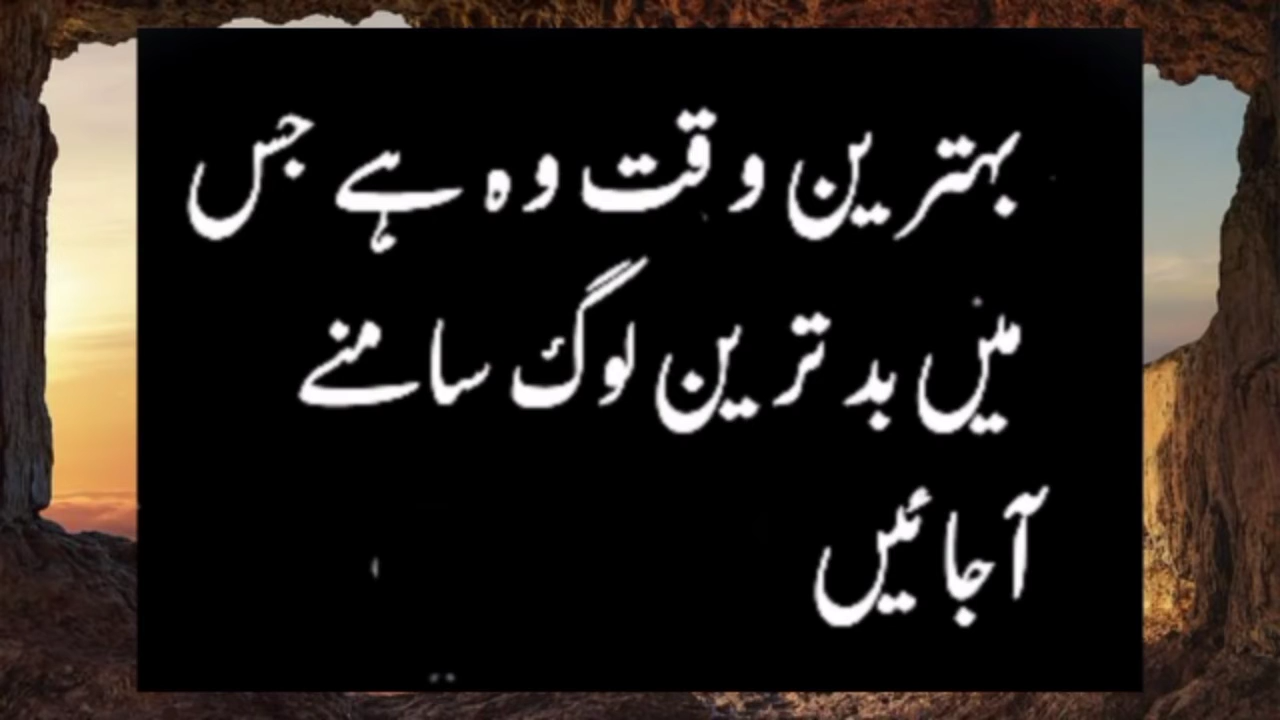 بہترین وقت وہ ہے جس
میں بدترین لوگ سامنے
آجائیں